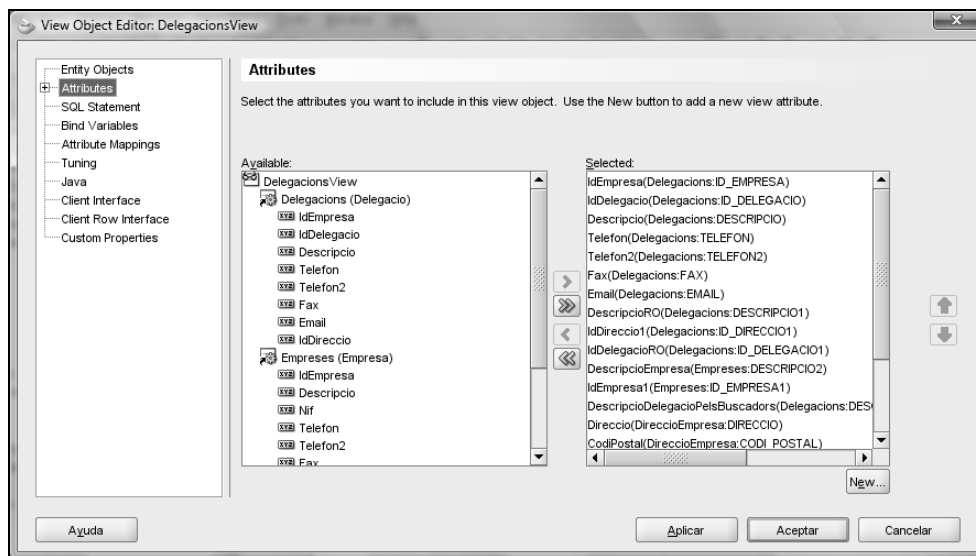 View Object Editor: DelegacionsView
Entity Objects
Attributes
SQL Statement
Bind Variables
Attribute Mappings
Tuning
Java
Client Interface
Client Row Interface
Custom Properties
Attributes
Select the attributes you want to include in this view object. Use the New button to add a new view attribute.
Available:
DelegacionsView
Delegacions (Delegacio)
IdEmpresa
IdDelegacio
Descripcio
Telefon
Telefon2
Fax
Email
IdDireccio
Empreses (Empresa)
IdEmpresa
Descripcio
Nif
Telefon
Telefon2
Fax
Selected:
IdEmpresa(Delegacions:ID_EMPRESA)
IdDelegacio(Delegacions:ID_DELEGACIO)
Descripcio(Delegacions:DESCRIPCIO)
Telefon(Delegacions:TELEFON)
Telefon2(Delegacions:TELEFON2)
Fax(Delegacions:FAX)
Email(Delegacions:EMAIL)
DescripcioRO(Delegacions:DESCRIPCIO1)
IdDireccio1(Delegacions:ID_DIRECCIO1)
IdDelegacioRO(Delegacions:ID_DELEGACIO1)
DescripcioEmpresa(Empreses:DESCRIPCIO2)
IdEmpresa1(Empreses:ID_EMPRESA1)
DescripcioDelegacioPelsBuscadors(Delegacions:DES
Direccio(DireccioEmpresa:DIRECCIO)
CodiPostal(DireccioEmpresa:CODI_POSTAL)
New...
Ayuda
Aplicar
Aceptar
Cancelar